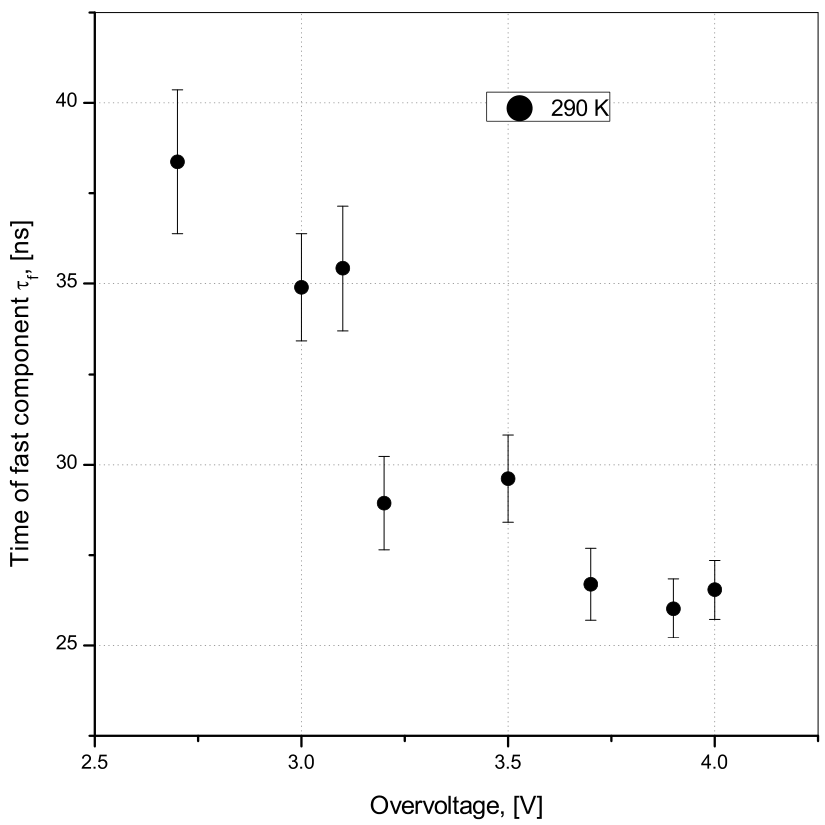 40
290 K
35
30
25
Time of fast component τf, [ns]
2.5 3.0 3.5 4.0
Overvoltage, [V]